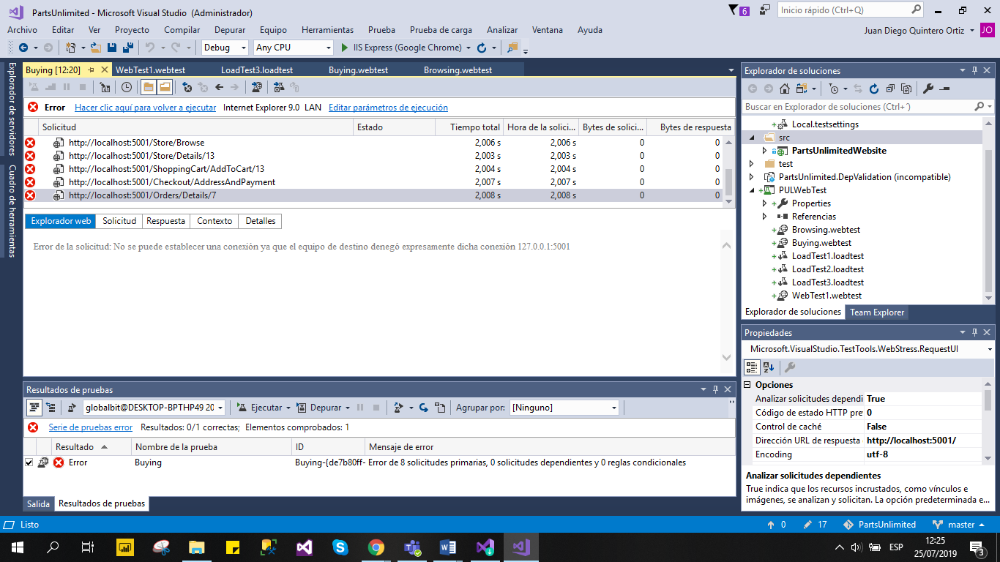 PartsUnlimited - Microsoft Visual Studio (Administrador)
6
Inicio rápido (Ctrl+Q)
Archivo Editar Ver Proyecto Compilar Depurar Equipo Herramientas Prueba Prueba de carga Analizar Ventana Ayuda
Juan Diego Quintero Ortiz JO
Debug Any CPU IIS Express (Google Chrome)
Explorador de servidores
Cuadro de herramientas
Buying [12:20] WebTest1.webtest LoadTest3.loadtest Buying.webtest Browsing.webtest
Error Hacer clic aquí para volver a ejecutar Internet Explorer 9.0 LAN Editar parámetros de ejecución
Solicitud Estado Tiempo total Hora de la solici... Bytes de solici... Bytes de respuesta
http://localhost:5001/Store/Browse 2,006 s 2,006 s 0 0
http://localhost:5001/Store/Details/13 2,003 s 2,003 s 0 0
http://localhost:5001/ShoppingCart/AddToCart/13 2,004 s 2,004 s 0 0
http://localhost:5001/Checkout/AddressAndPayment 2,007 s 2,007 s 0 0
http://localhost:5001/Orders/Details/7 2,008 s 2,008 s 0 0
Explorador web Solicitud Respuesta Contexto Detalles
Error de la solicitud: No se puede establecer una conexión ya que el equipo de destino denegó expresamente dicha conexión 127.0.0.1:5001
Resultados de pruebas
globalbit@DESKTOP-BPTHP49 20 Ejecutar Depurar Agrupar por: [Ninguno]
Serie de pruebas error Resultados: 0/1 correctas; Elementos comprobados: 1
Resultado Nombre de la prueba ID Mensaje de error
Error Buying Buying-{de7b80ff- Error de 8 solicitudes primarias, 0 solicitudes dependientes y 0 reglas condicionales
Salida Resultados de pruebas
Explorador de soluciones
Buscar en Explorador de soluciones (Ctrl+´)
Local.testsettings
src
PartsUnlimitedWebsite
test
PartsUnlimited.DepValidation (incompatible)
PULWebTest
Properties
Referencias
Browsing.webtest
Buying.webtest
LoadTest1.loadtest
LoadTest2.loadtest
LoadTest3.loadtest
WebTest1.webtest
Explorador de soluciones Team Explorer
Propiedades
Microsoft.VisualStudio.TestTools.WebStress.RequestUI
Opciones
Analizar solicitudes dependi True
Código de estado HTTP pre 0
Control de caché False
Dirección URL de respuesta http://localhost:5001/
Encoding utf-8
Analizar solicitudes dependientes
True indica que los recursos incrustados, como vínculos e
imágenes, se analizan y solicitan. La opción predeterminada e...
Listo 0 17 PartsUnlimited master
ESP
12:25
25/07/2019
3